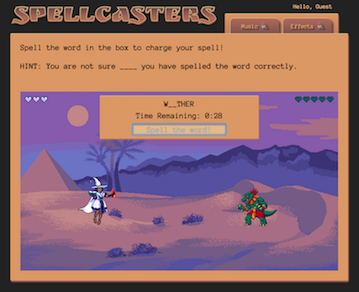 SPELLCASTERS
Hello, Guest
Music
Effects
Spell the word in the box to charge your spell!
HINT: You are not sure ____ you have spelled the word correctly.
W__THER
Time Remaining: 0:28
Spell the word!